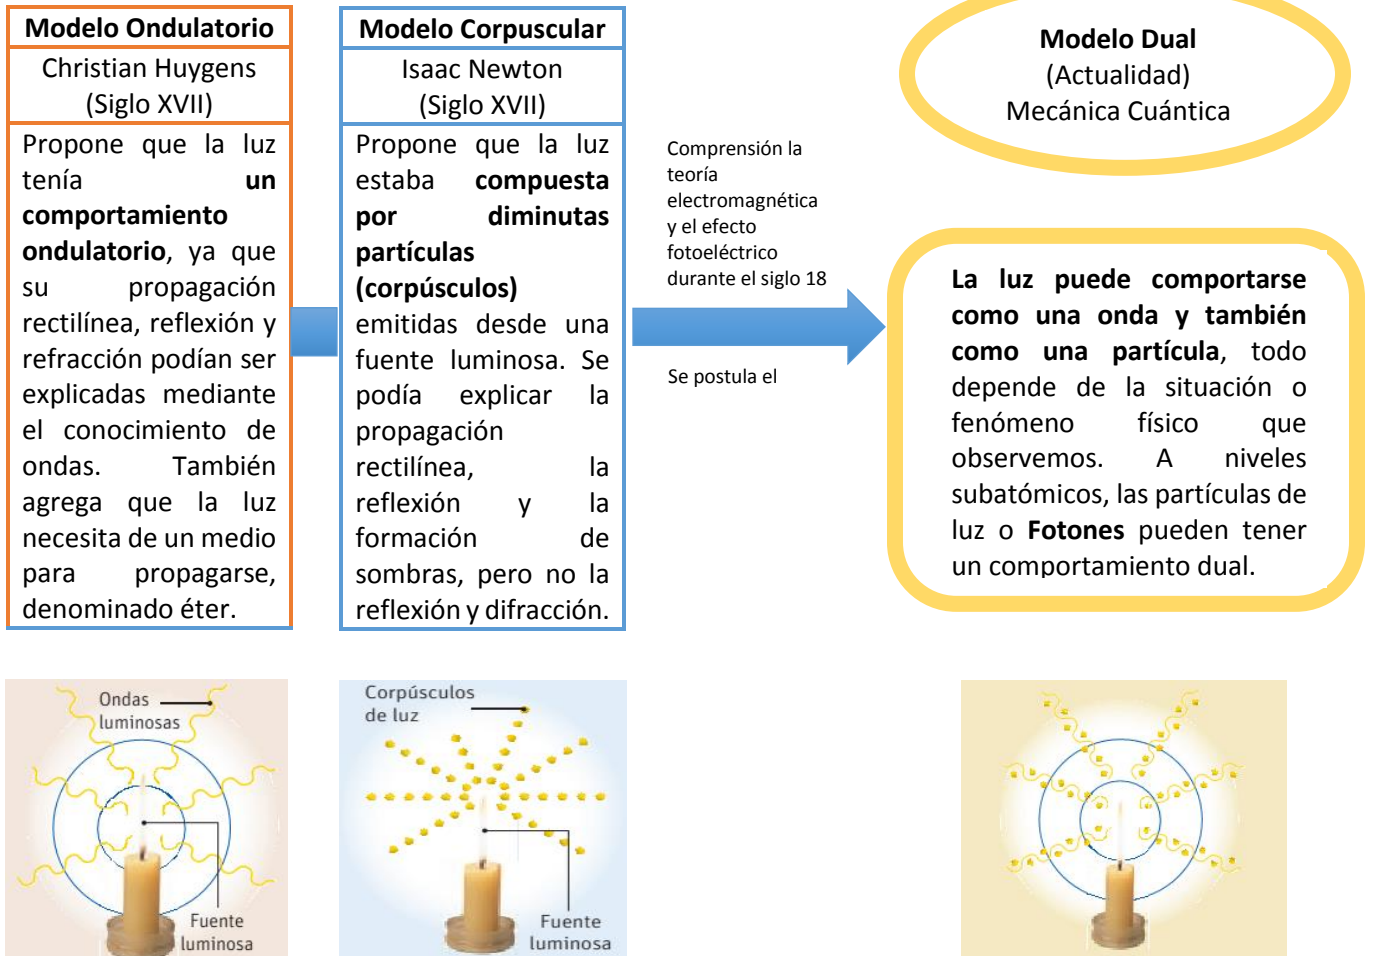 Modelo Ondulatorio
Christian Huygens
(Siglo XVII)
Propone que la luz
tenía un
comportamiento
ondulatorio, ya que
su propagación
rectilínea, reflexión y
refracción podían ser
explicadas mediante
el conocimiento de
ondas. También
agrega que la luz
necesita de un medio
para propagarse,
denominado éter.
Modelo Corpuscular
Isaac Newton
(Siglo XVII)
Propone que la luz
estaba compuesta
por diminutas
partículas
(corpúsculos)
emitidas desde una
fuente luminosa. Se
podía explicar la
propagación
rectilínea, la
reflexión y la
formación de
sombras, pero no la
reflexión y difracción.
Comprensión la
teoría
electromagnética
y el efecto
fotoeléctrico
durante el siglo 18
Se postula el
Modelo Dual
(Actualidad)
Mecánica Cuántica
La luz puede comportarse
como una onda y también
como una partícula, todo
depende de la situación o
fenómeno físico que
observemos. A niveles
subatómicos, las partículas de
luz o Fotones pueden tener
un comportamiento dual.
Ondas
luminosas
Fuente
luminosa
Corpúsculos
de luz
Fuente
luminosa